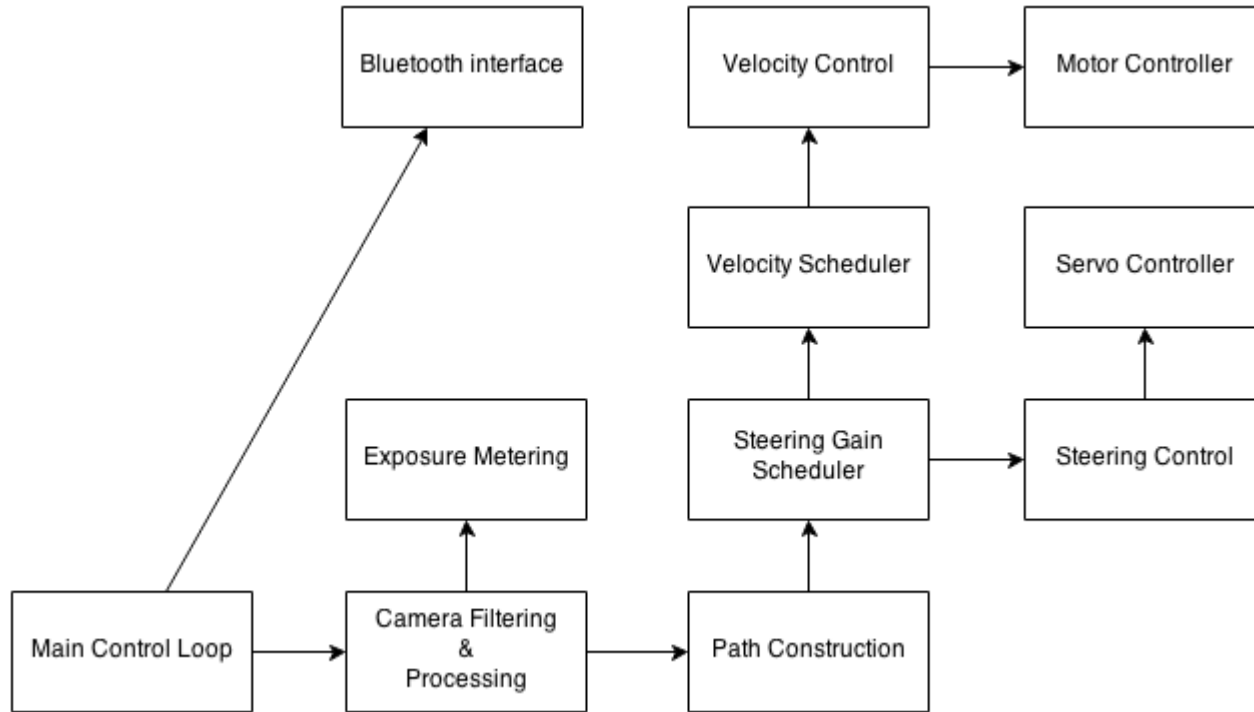 Bluetooth interface
Velocity Control
Motor Controller
Velocity Scheduler
Servo Controller
Exposure Metering
Steering Gain
Scheduler
Steering Control
Main Control Loop
Camera Filtering
&
Processing
Path Construction